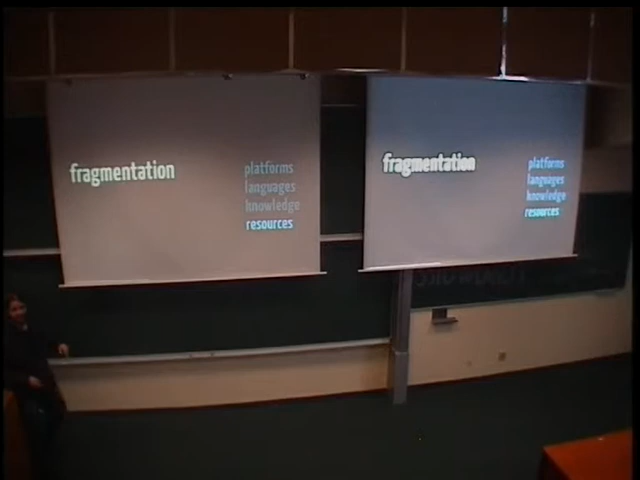 fragmentation
platforms
languages
knowledge
resources
fragmentation
platforms
languages
knowledge
resources